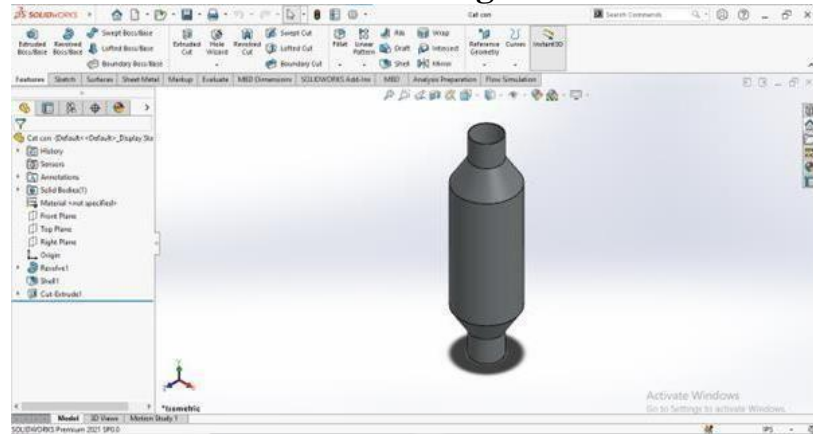 SOLIDWORKS
Cat con
Search Commands
Extruded Boss/Base
Revolved Boss/Base
Swept Boss/Base
Lofted Boss/Base
Boundary Boss/Base
Extruded Cut
Hole Wizard
Revolved Cut
Swept Cut
Lofted Cut
Boundary Cut
Fillet
Linear Pattern
Rib
Draft
Shell
Wrap
Intersect
Mirror
Reference Geometry
Curves
Instant3D
Features Sketch Surfaces Sheet Metal Markup Evaluate MBD Dimensions SOLIDWORKS Add-Ins MBD Analysis Preparation Flow Simulation
Cat con (Default<<Default>_Display Sta
History
Sensors
Annotations
Solid Bodies(1)
Material <not specified>
Front Plane
Top Plane
Right Plane
Origin
Revolve1
Shell1
Cut-Extrude1
*Isometric
Activate Windows
Go to Settings to activate Windows.
Model 3D Views Motion Study 1
SOLIDWORKS Premium 2021 SP0.0
IPS